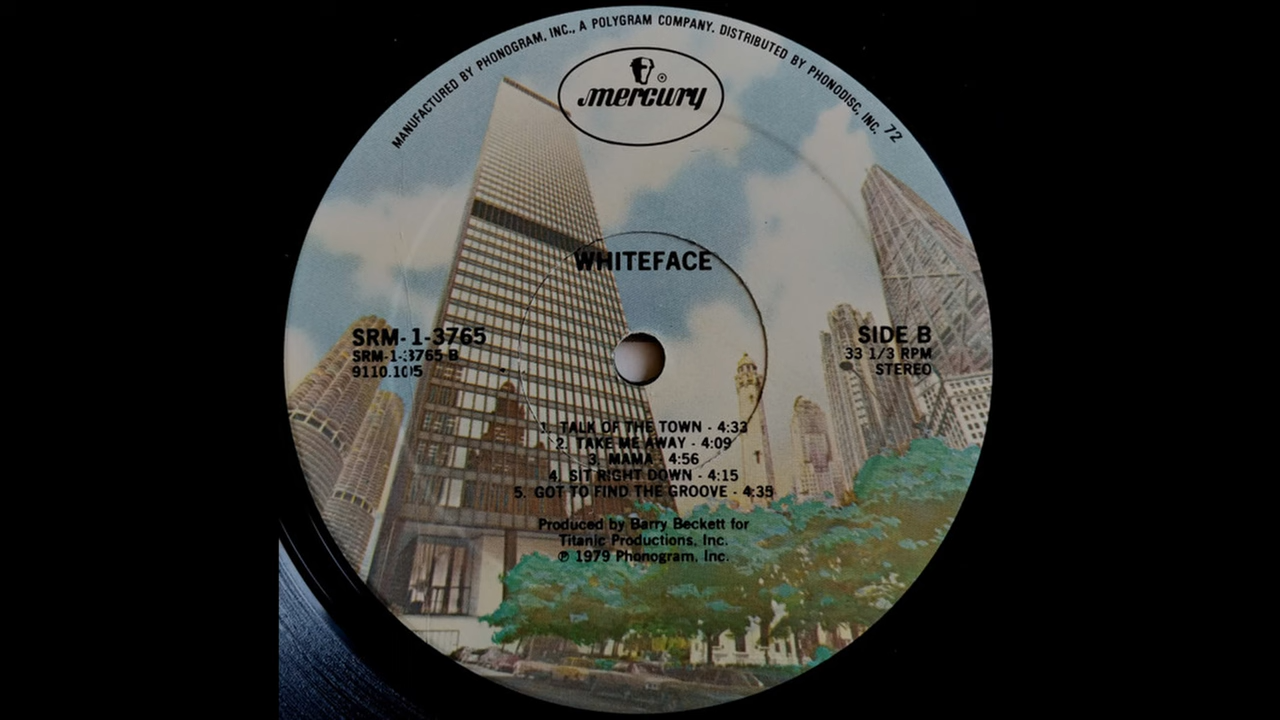 MANUFACTURED BY PHONOGRAM, INC., A POLYGRAM COMPANY. DISTRIBUTED BY PHONODISC, INC. 72
mercury ®
WHITEFACE
SRM-1-3765
SRM-1-3765 B
9110.105
SIDE B
33 1/3 RPM
STEREO
1. TALK OF THE TOWN - 4:33
2. TAKE ME AWAY - 4:09
3. MAMA - 4:56
4. SIT RIGHT DOWN - 4:15
5. GOT TO FIND THE GROOVE - 4:35
Produced by Barry Beckett for
Titanic Productions, Inc.
℗ 1979 Phonogram, Inc.